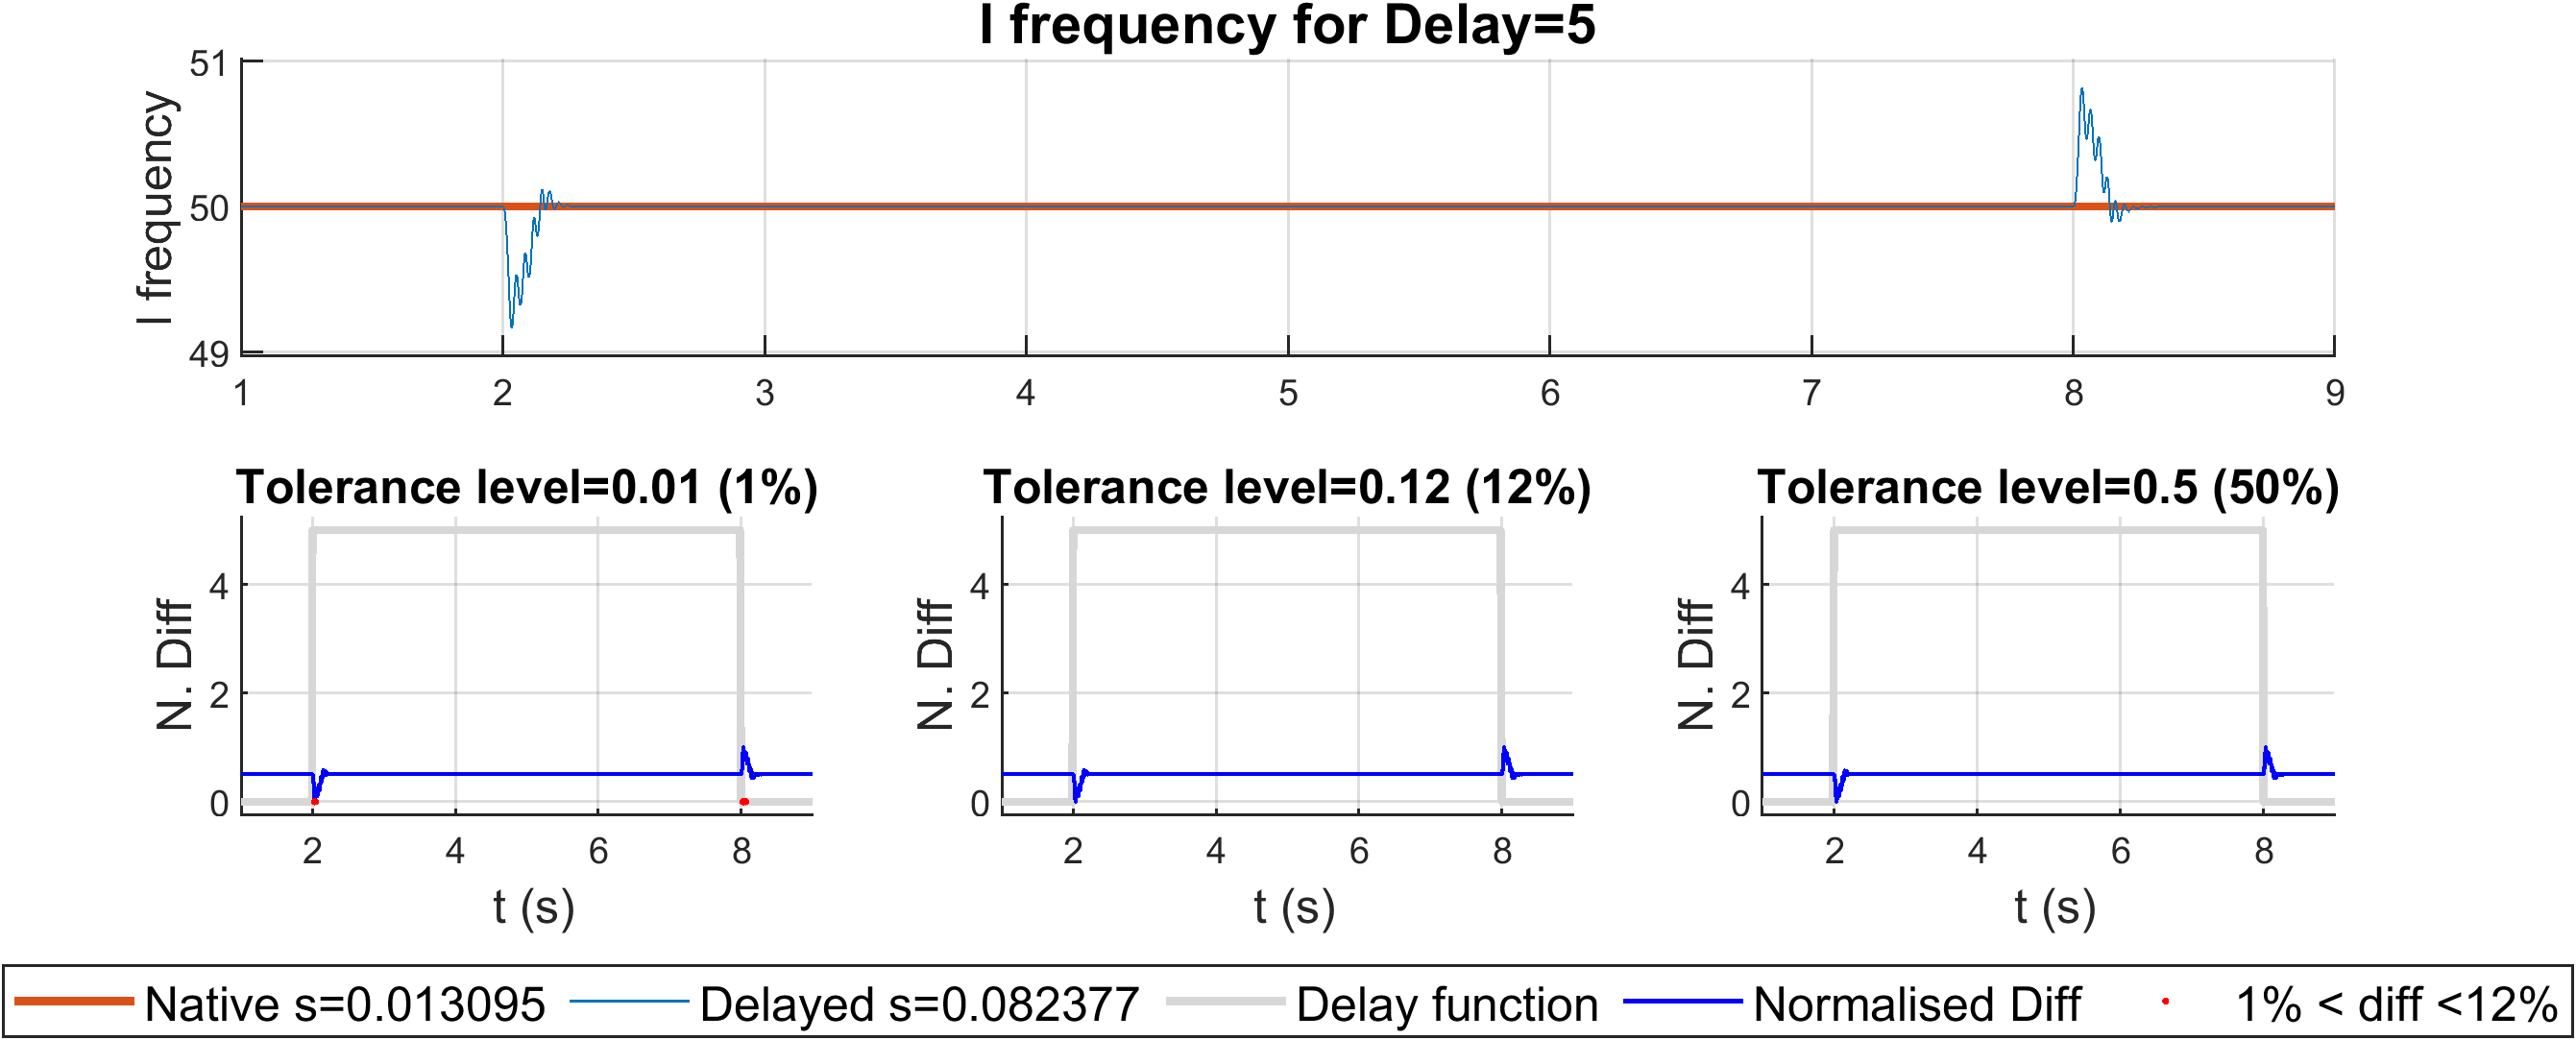 I frequency for Delay=5
51
50
49
I frequency
1 2 3 4 5 6 7 8 9
Tolerance level=0.01 (1%)
4
2
0
N. Diff
2 4 6 8
t (s)
Tolerance level=0.12 (12%)
4
2
0
N. Diff
2 4 6 8
t (s)
Tolerance level=0.5 (50%)
4
2
0
N. Diff
2 4 6 8
t (s)
Native s=0.013095 Delayed s=0.082377 Delay function Normalised Diff 1% < diff <12%